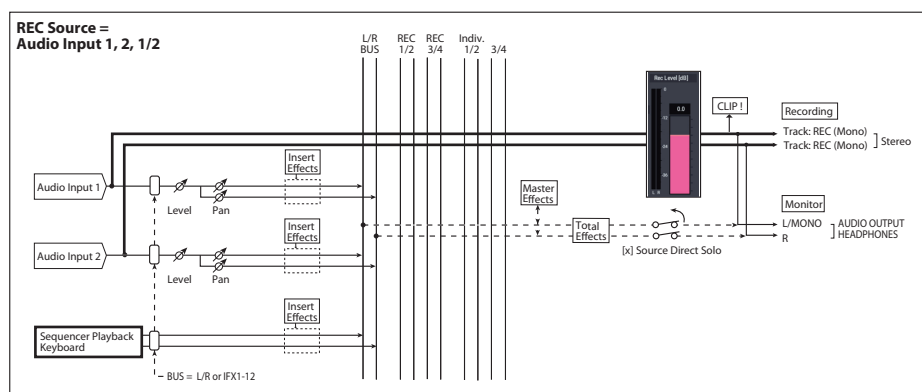 REC Source =
Audio Input 1, 2, 1/2
L/R
BUS
REC
1/2
REC
3/4
Indiv.
1/2
3/4
Rec Level [dB]
0.0
CLIP !
Recording
Track: REC (Mono)
Track: REC (Mono)
Stereo
Audio Input 1
Level
Pan
Insert
Effects
Master
Effects
Total
Effects
[x] Source Direct Solo
Monitor
L/MONO
R
AUDIO OUTPUT
HEADPHONES
Audio Input 2
Level
Pan
Insert
Effects
Sequencer Playback
Keyboard
Insert
Effects
BUS = L/R or IFX1-12
L R